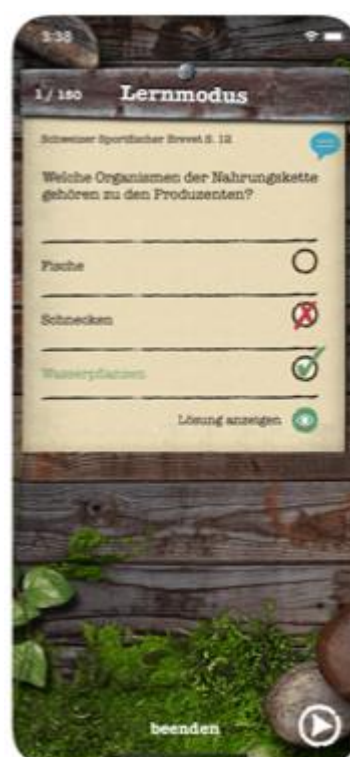 3:38
1 / 150
Lernmodus
Schweizer Sportfischer Brevet S. 12
Welche Organismen der Nahrungskette
gehören zu den Produzenten?
Fische
Schnecken
Wasserpflanzen
Lösung anzeigen
beenden